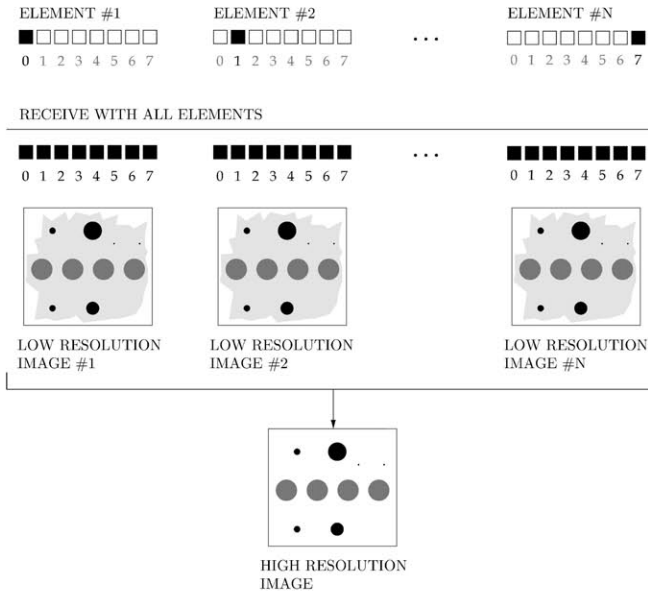 ELEMENT #1 ELEMENT #2 ELEMENT #N
...
0 1 2 3 4 5 6 7 0 1 2 3 4 5 6 7 0 1 2 3 4 5 6 7
RECEIVE WITH ALL ELEMENTS
...
0 1 2 3 4 5 6 7 0 1 2 3 4 5 6 7 0 1 2 3 4 5 6 7
LOW RESOLUTION LOW RESOLUTION LOW RESOLUTION
IMAGE #1 IMAGE #2 IMAGE #N
HIGH RESOLUTION
IMAGE